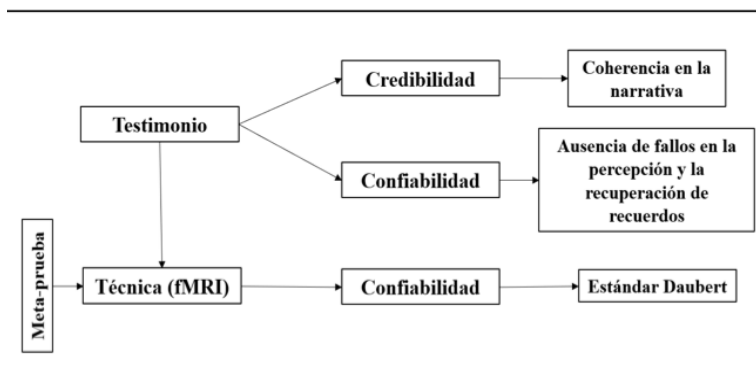 Testimonio
Credibilidad
Coherencia en la
narrativa
Confiabilidad
Ausencia de fallos en la
percepción y la
recuperación de
recuerdos
Meta-prueba
Técnica (fMRI)
Confiabilidad
Estándar Daubert